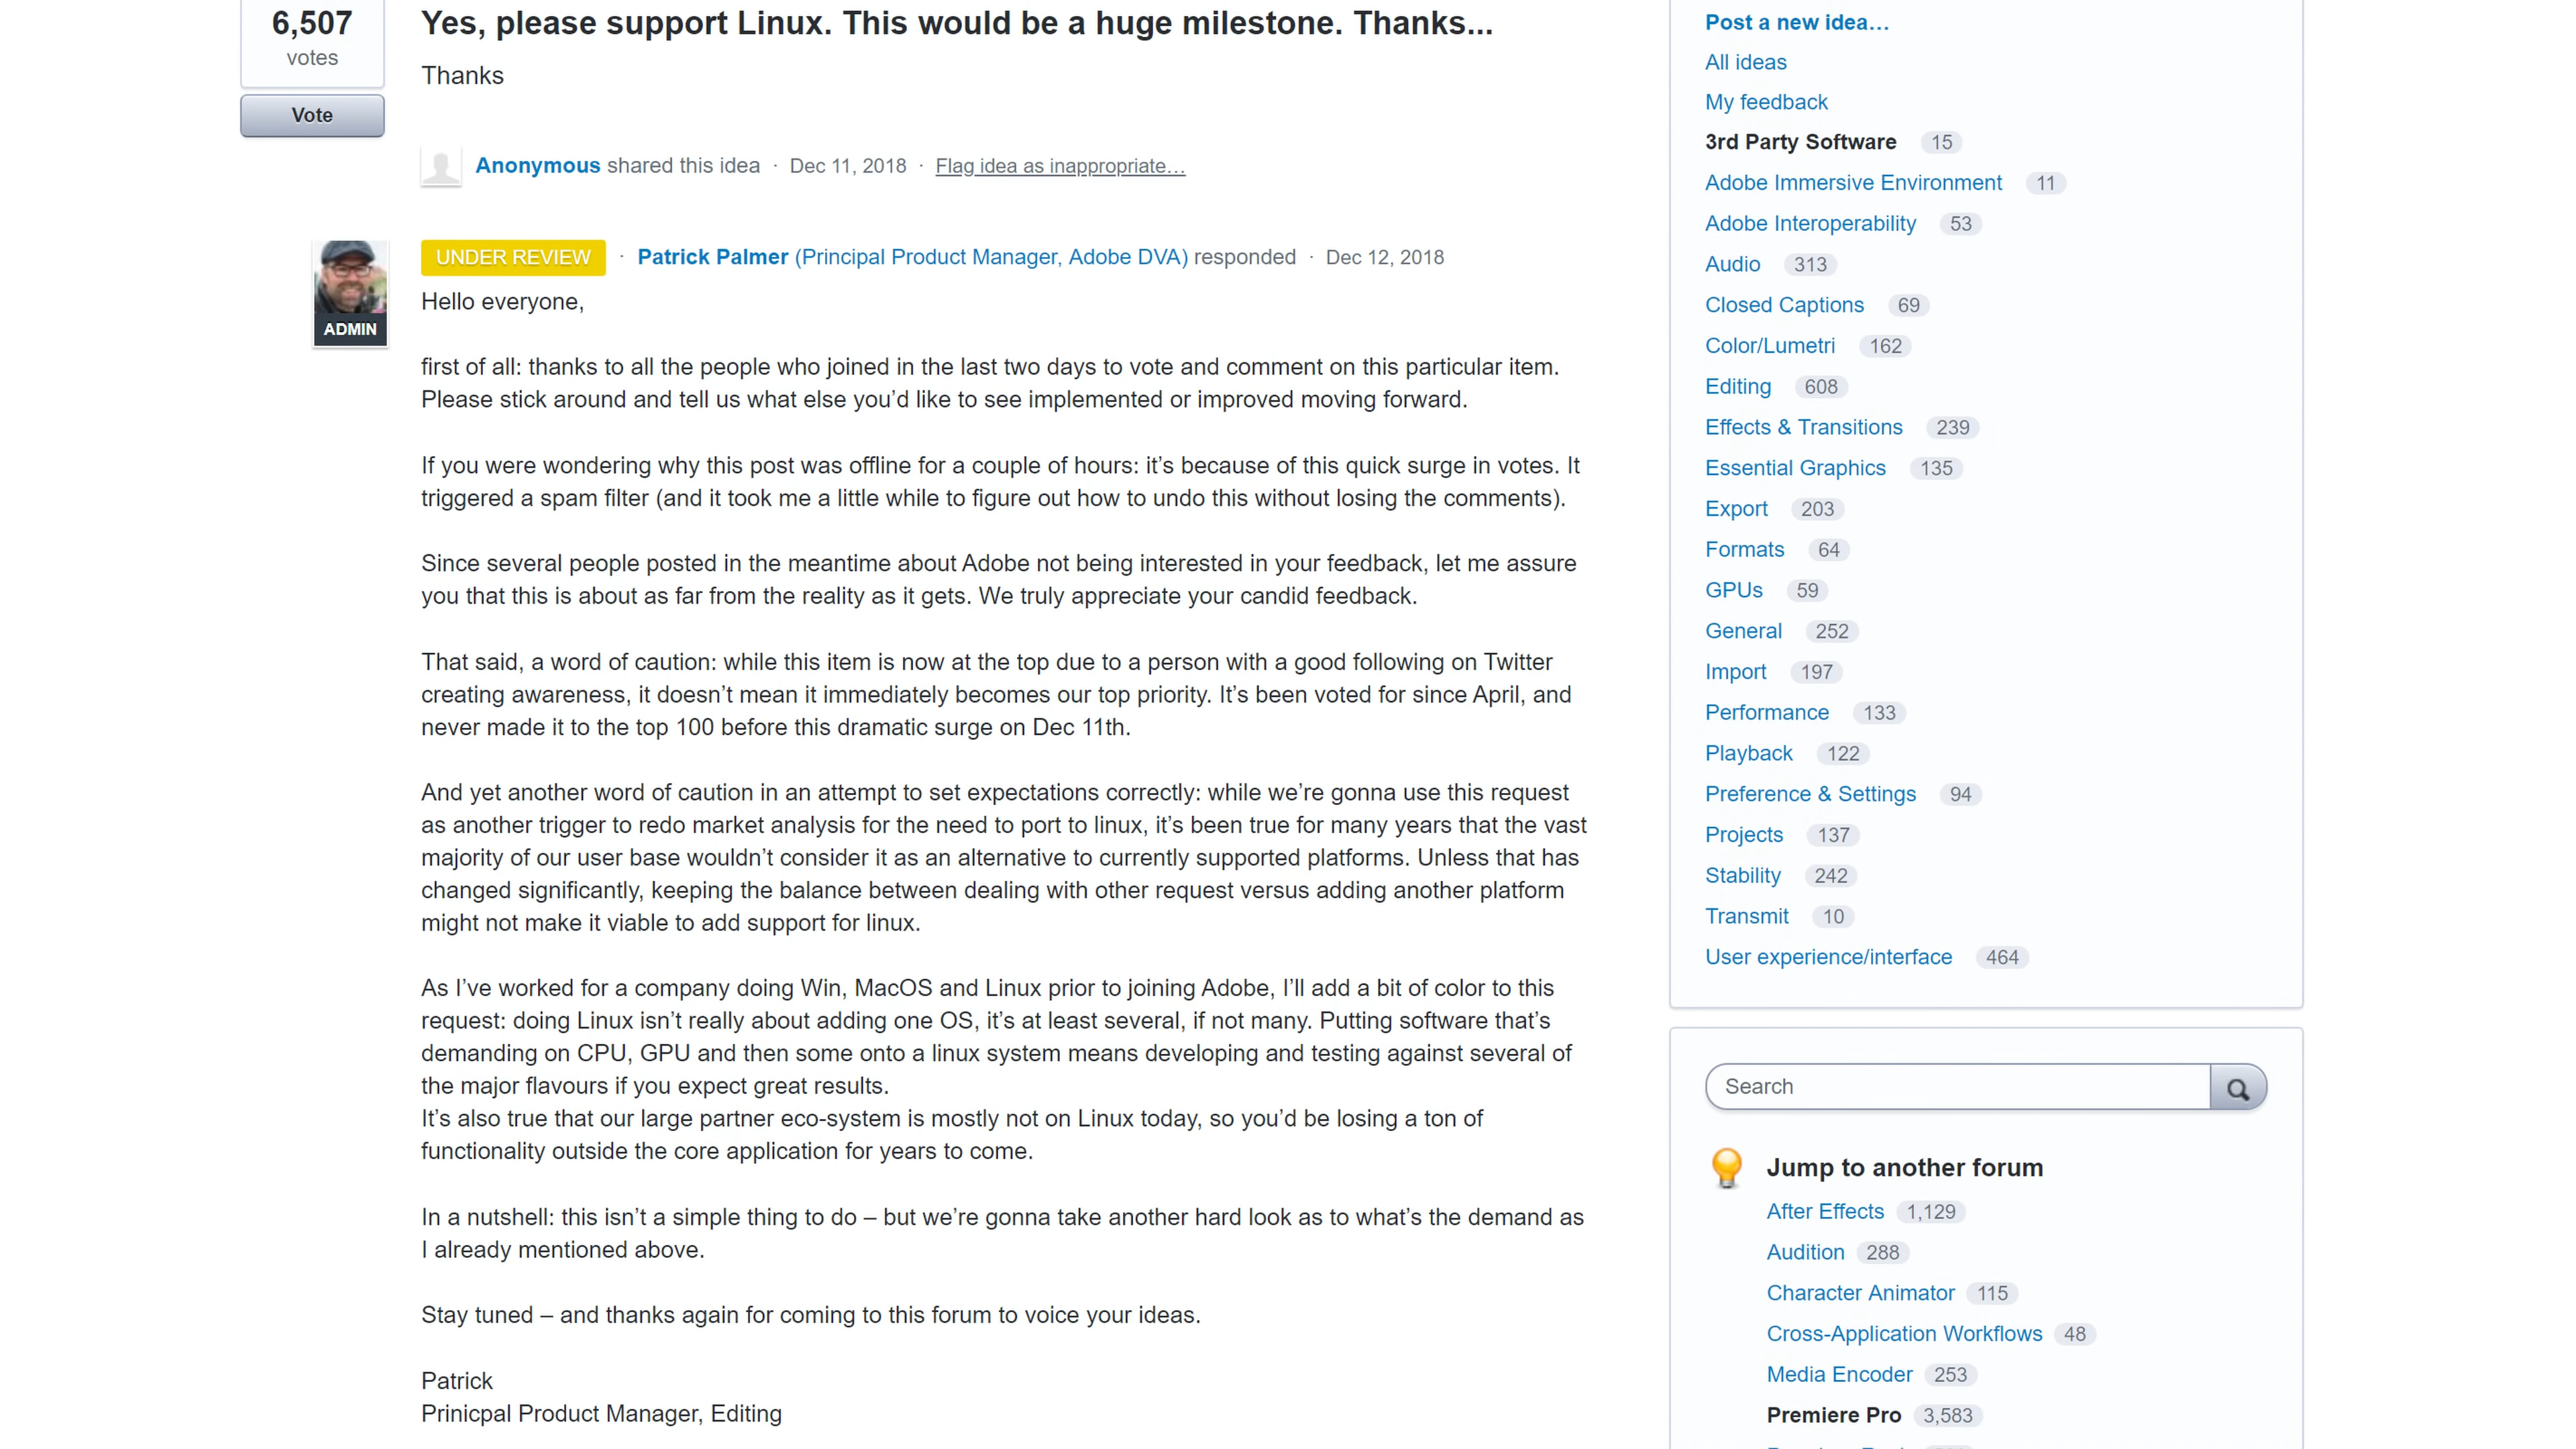 6,507
votes
Vote
Yes, please support Linux. This would be a huge milestone. Thanks...
Thanks
Anonymous shared this idea · Dec 11, 2018 · Flag idea as inappropriate…
ADMIN
UNDER REVIEW · Patrick Palmer (Principal Product Manager, Adobe DVA) responded · Dec 12, 2018
Hello everyone,
first of all: thanks to all the people who joined in the last two days to vote and comment on this particular item.
Please stick around and tell us what else you’d like to see implemented or improved moving forward.
If you were wondering why this post was offline for a couple of hours: it’s because of this quick surge in votes. It
triggered a spam filter (and it took me a little while to figure out how to undo this without losing the comments).
Since several people posted in the meantime about Adobe not being interested in your feedback, let me assure
you that this is about as far from the reality as it gets. We truly appreciate your candid feedback.
That said, a word of caution: while this item is now at the top due to a person with a good following on Twitter
creating awareness, it doesn’t mean it immediately becomes our top priority. It’s been voted for since April, and
never made it to the top 100 before this dramatic surge on Dec 11th.
And yet another word of caution in an attempt to set expectations correctly: while we’re gonna use this request
as another trigger to redo market analysis for the need to port to linux, it’s been true for many years that the vast
majority of our user base wouldn’t consider it as an alternative to currently supported platforms. Unless that has
changed significantly, keeping the balance between dealing with other request versus adding another platform
might not make it viable to add support for linux.
As I’ve worked for a company doing Win, MacOS and Linux prior to joining Adobe, I’ll add a bit of color to this
request: doing Linux isn’t really about adding one OS, it’s at least several, if not many. Putting software that’s
demanding on CPU, GPU and then some onto a linux system means developing and testing against several of
the major flavours if you expect great results.
It’s also true that our large partner eco-system is mostly not on Linux today, so you’d be losing a ton of
functionality outside the core application for years to come.
In a nutshell: this isn’t a simple thing to do – but we’re gonna take another hard look as to what’s the demand as
I already mentioned above.
Stay tuned – and thanks again for coming to this forum to voice your ideas.
Patrick
Prinicpal Product Manager, Editing
Post a new idea…
All ideas
My feedback
3rd Party Software 15
Adobe Immersive Environment 11
Adobe Interoperability 53
Audio 313
Closed Captions 69
Color/Lumetri 162
Editing 608
Effects & Transitions 239
Essential Graphics 135
Export 203
Formats 64
GPUs 59
General 252
Import 197
Performance 133
Playback 122
Preference & Settings 94
Projects 137
Stability 242
Transmit 10
User experience/interface 464
Search
Jump to another forum
After Effects 1,129
Audition 288
Character Animator 115
Cross-Application Workflows 48
Media Encoder 253
Premiere Pro 3,583